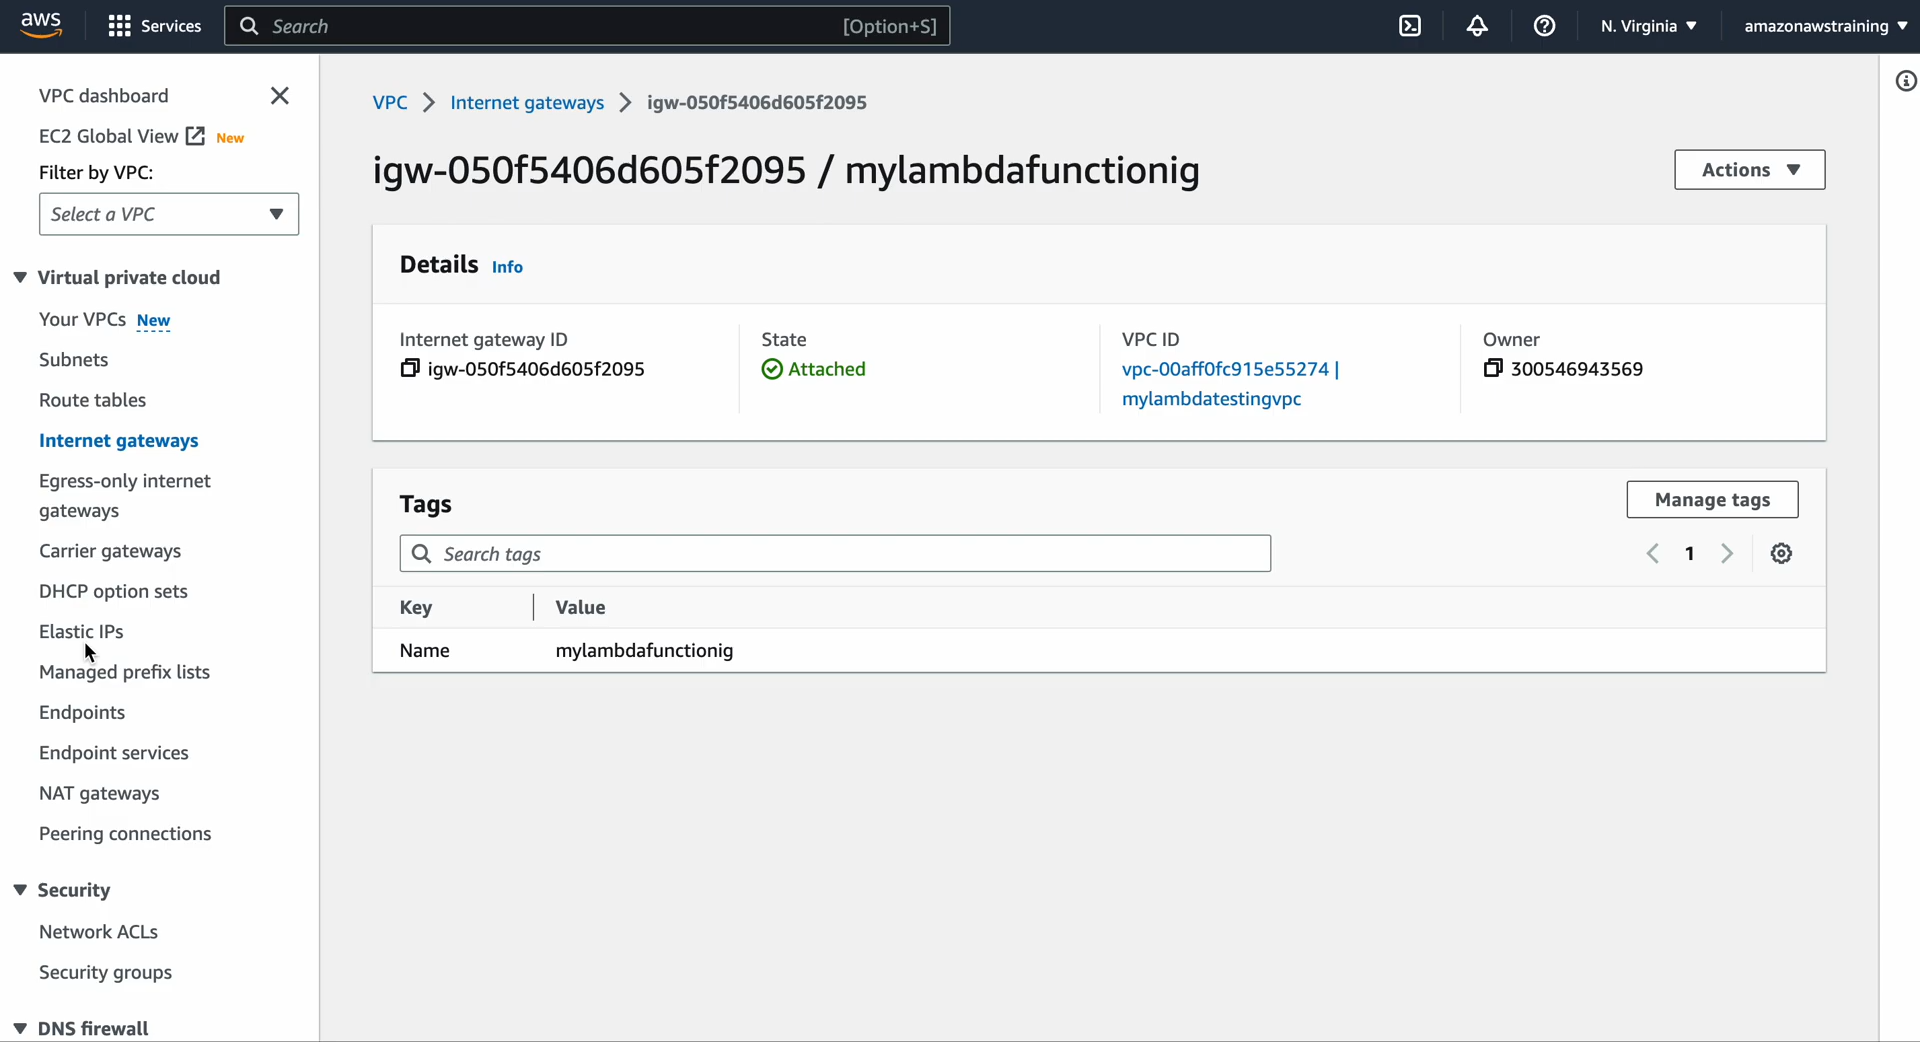 aws
Services
Search
[Option+S]
N. Virginia
amazonawstraining
VPC dashboard
EC2 Global View New
Filter by VPC:
Select a VPC
Virtual private cloud
Your VPCs New
Subnets
Route tables
Internet gateways
Egress-only internet
gateways
Carrier gateways
DHCP option sets
Elastic IPs
Managed prefix lists
Endpoints
Endpoint services
NAT gateways
Peering connections
Security
Network ACLs
Security groups
DNS firewall
VPC > Internet gateways > igw-050f5406d605f2095
igw-050f5406d605f2095 / mylambdafunctionig
Actions
Details Info
Internet gateway ID
igw-050f5406d605f2095
State
Attached
VPC ID
vpc-00aff0fc915e55274 |
mylambdatestingvpc
Owner
300546943569
Tags
Manage tags
Search tags
1
Key Value
Name mylambdafunctionig